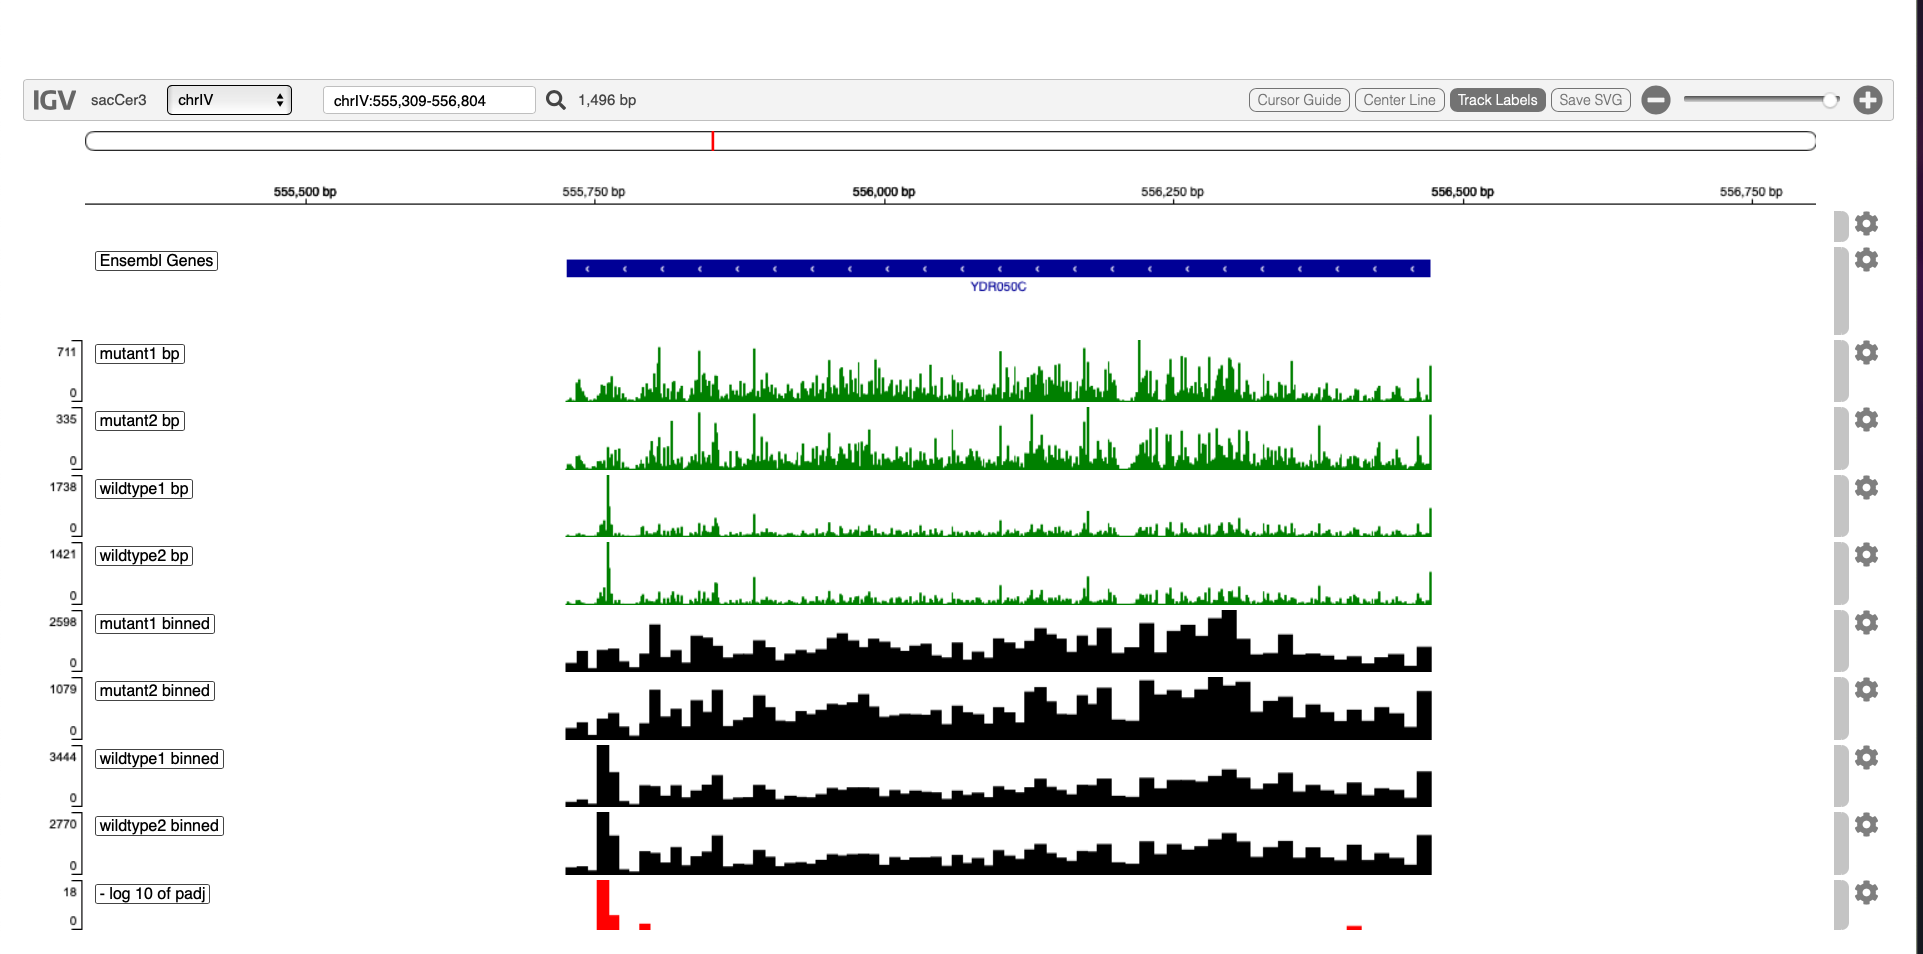 IGV sacCer3 chrIV chrIV:555,309-556,804 1,496 bp Cursor Guide Center Line Track Labels Save SVG
555,500 bp 555,750 bp 556,000 bp 556,250 bp 556,500 bp 556,750 bp
Ensembl Genes
YDR050C
711 mutant1 bp
0
335 mutant2 bp
0
1738 wildtype1 bp
0
1421 wildtype2 bp
0
2598 mutant1 binned
0
1079 mutant2 binned
0
3444 wildtype1 binned
0
2770 wildtype2 binned
0
18 - log 10 of padj
0